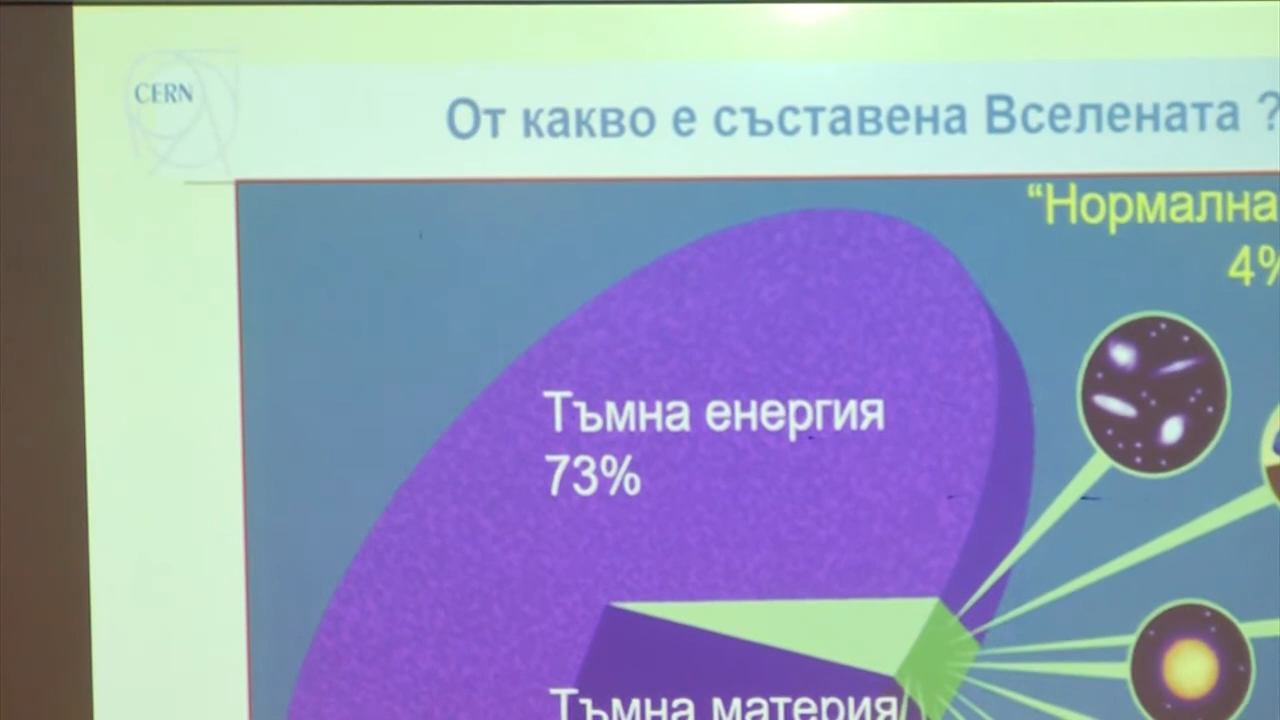 CERN
От какво е съставена Вселената ?
“Нормална
4%
Тъмна енергия
73%
Тъмна материя